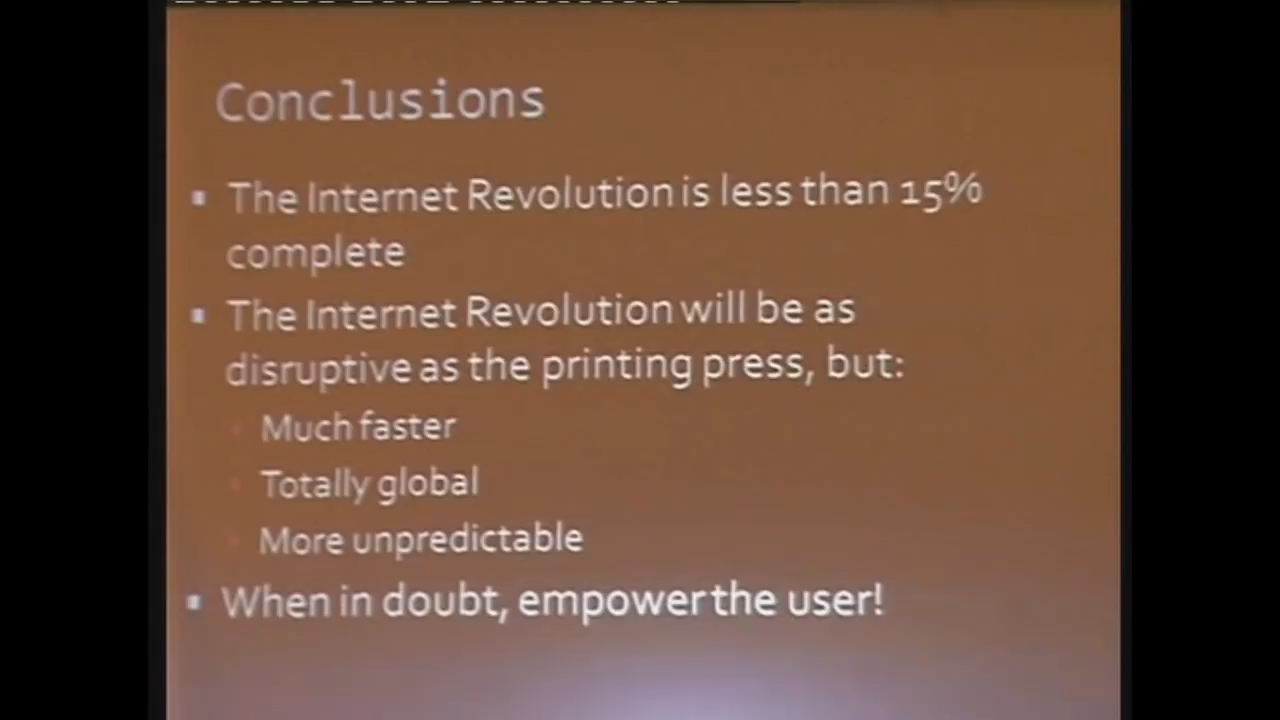 Conclusions
The Internet Revolution is less than 15%
complete
The Internet Revolution will be as
disruptive as the printing press, but:
Much faster
Totally global
More unpredictable
When in doubt, empower the user!